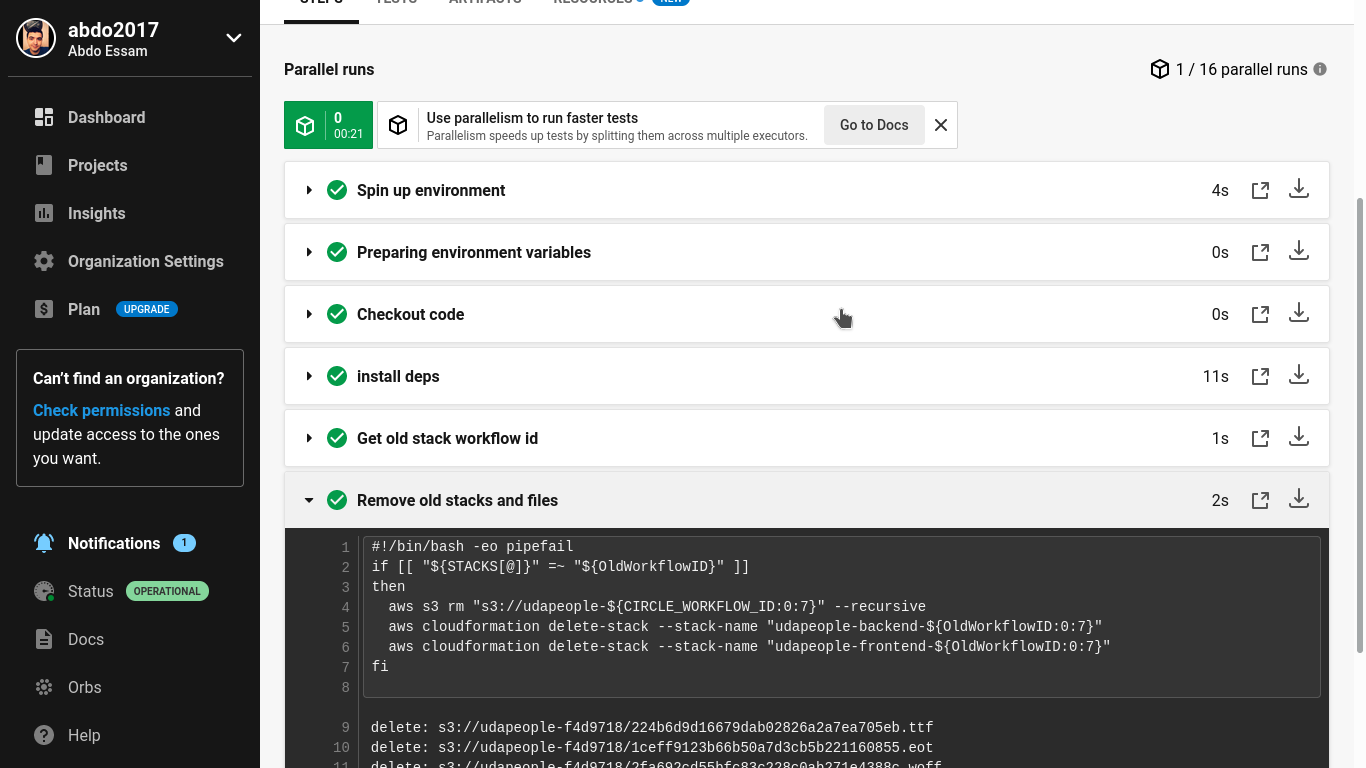 abdo2017
Abdo Essam
Dashboard
Projects
Insights
Organization Settings
Plan UPGRADE
Can't find an organization?
Check permissions and
update access to the ones
you want.
Notifications 1
Status OPERATIONAL
Docs
Orbs
Help
STEPS TESTS ARTIFACTS RESOURCES NEW
Parallel runs
1 / 16 parallel runs
0
00:21
Use parallelism to run faster tests
Parallelism speeds up tests by splitting them across multiple executors.
Go to Docs
Spin up environment 4s
Preparing environment variables 0s
Checkout code 0s
install deps 11s
Get old stack workflow id 1s
Remove old stacks and files 2s
1 #!/bin/bash -eo pipefail
2 if [[ "${STACKS[@]}" =~ "${OldWorkflowID}" ]]
3 then
4 aws s3 rm "s3://udapeople-${CIRCLE_WORKFLOW_ID:0:7}" --recursive
5 aws cloudformation delete-stack --stack-name "udapeople-backend-${OldWorkflowID:0:7}"
6 aws cloudformation delete-stack --stack-name "udapeople-frontend-${OldWorkflowID:0:7}"
7 fi
8
9 delete: s3://udapeople-f4d9718/224b6d9d16679dab02826a2a7ea705eb.ttf
10 delete: s3://udapeople-f4d9718/1ceff9123b66b50a7d3cb5b221160855.eot
11 delete: s3://udapeople-f4d9718/2fa692cd55bfc83c228c0ab271e4388c.woff